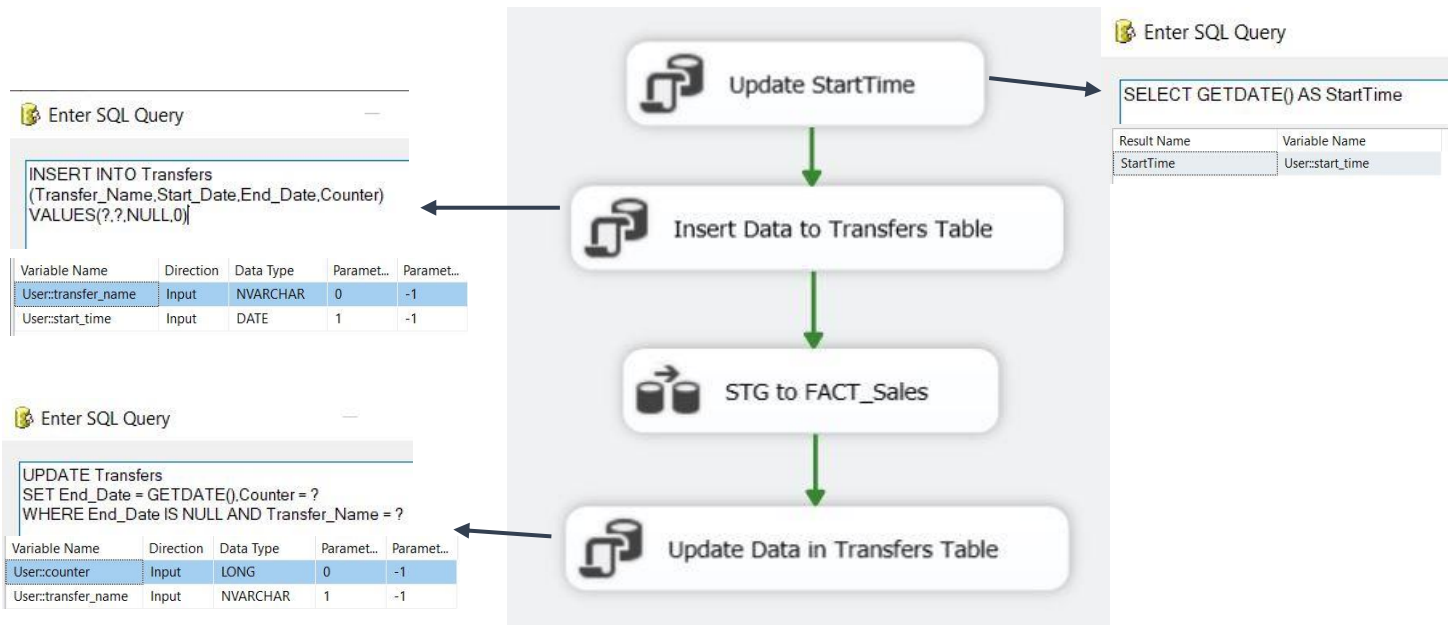 Enter SQL Query
INSERT INTO Transfers
(Transfer_Name,Start_Date,End_Date,Counter)
VALUES(?,?,NULL,0)
Variable Name Direction Data Type Paramet... Paramet...
User::transfer_name Input NVARCHAR 0 -1
User::start_time Input DATE 1 -1
Enter SQL Query
UPDATE Transfers
SET End_Date = GETDATE(),Counter = ?
WHERE End_Date IS NULL AND Transfer_Name = ?
Variable Name Direction Data Type Paramet... Paramet...
User::counter Input LONG 0 -1
User::transfer_name Input NVARCHAR 1 -1
Update StartTime
Insert Data to Transfers Table
STG to FACT_Sales
Update Data in Transfers Table
Enter SQL Query
SELECT GETDATE() AS StartTime
Result Name Variable Name
StartTime User::start_time